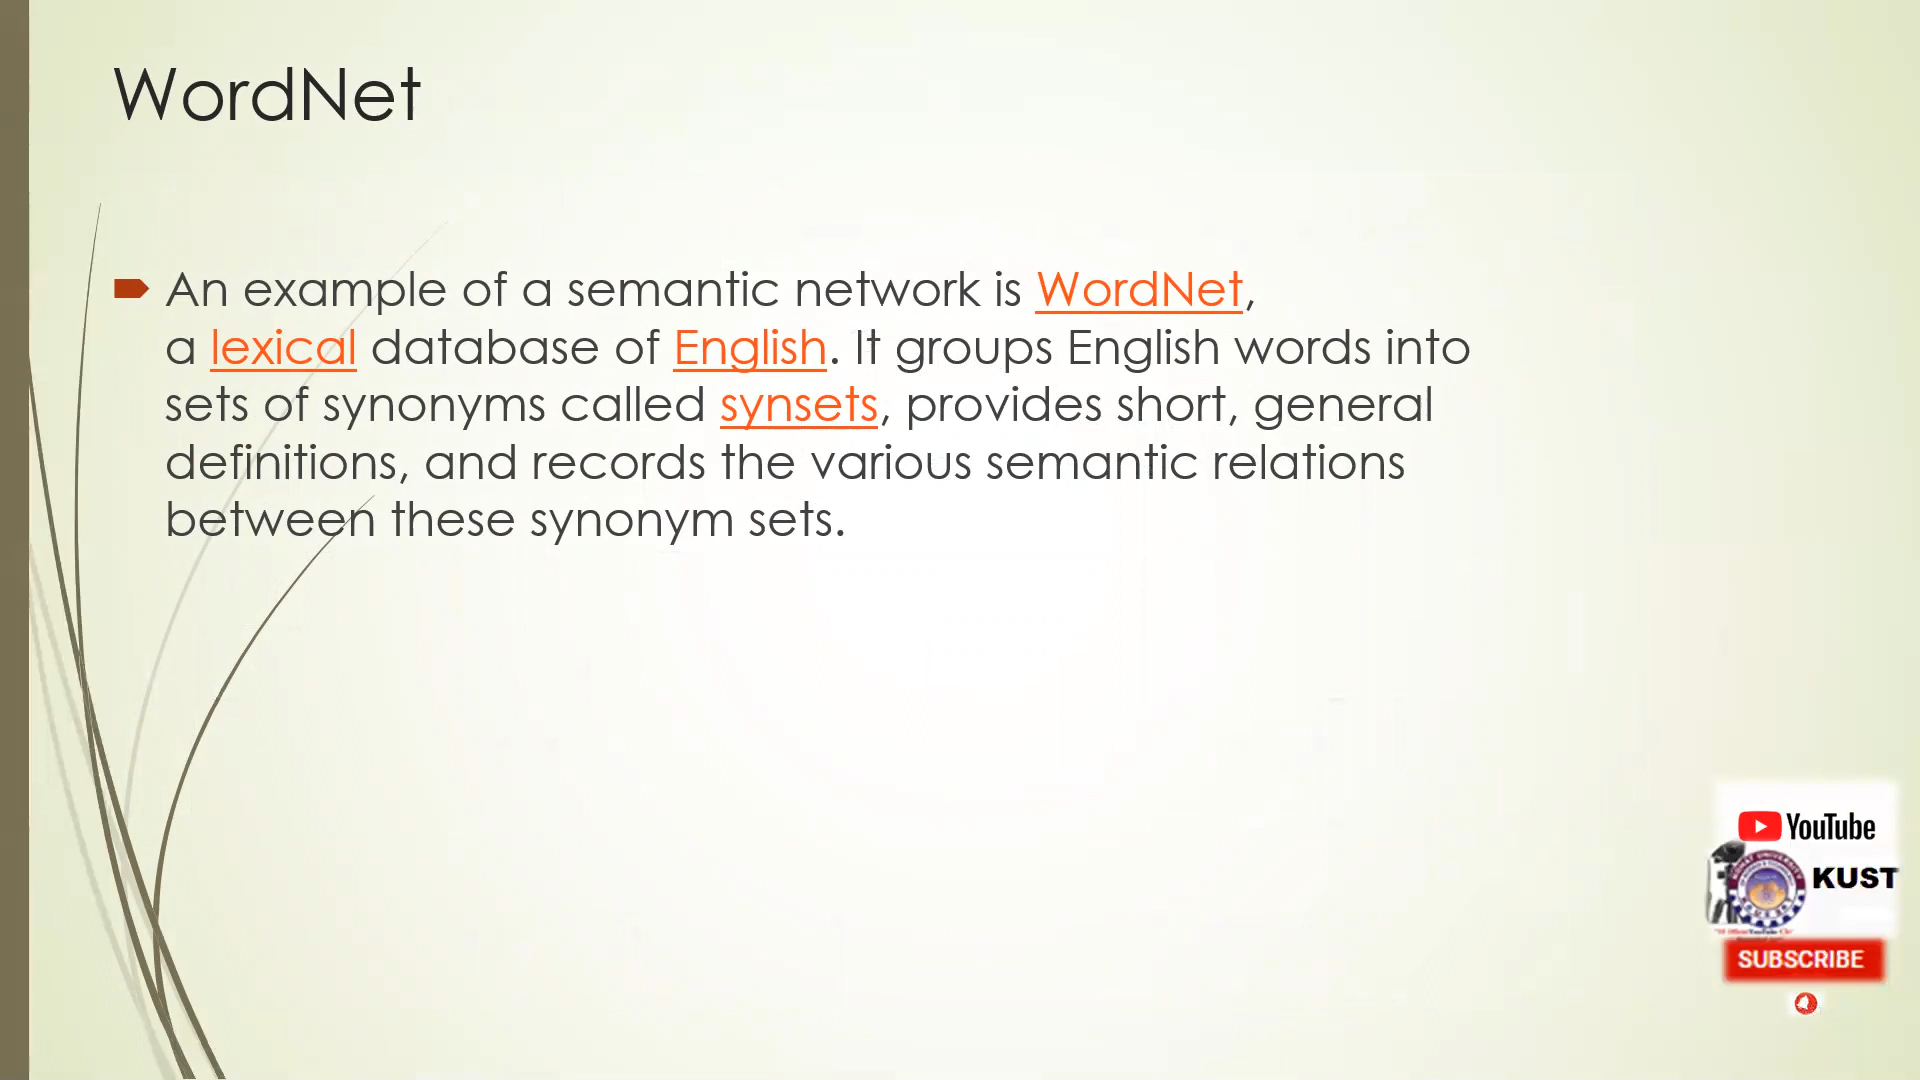 WordNet
An example of a semantic network is WordNet,
a lexical database of English. It groups English words into
sets of synonyms called synsets, provides short, general
definitions, and records the various semantic relations
between these synonym sets.
YouTube
KUST
SUBSCRIBE